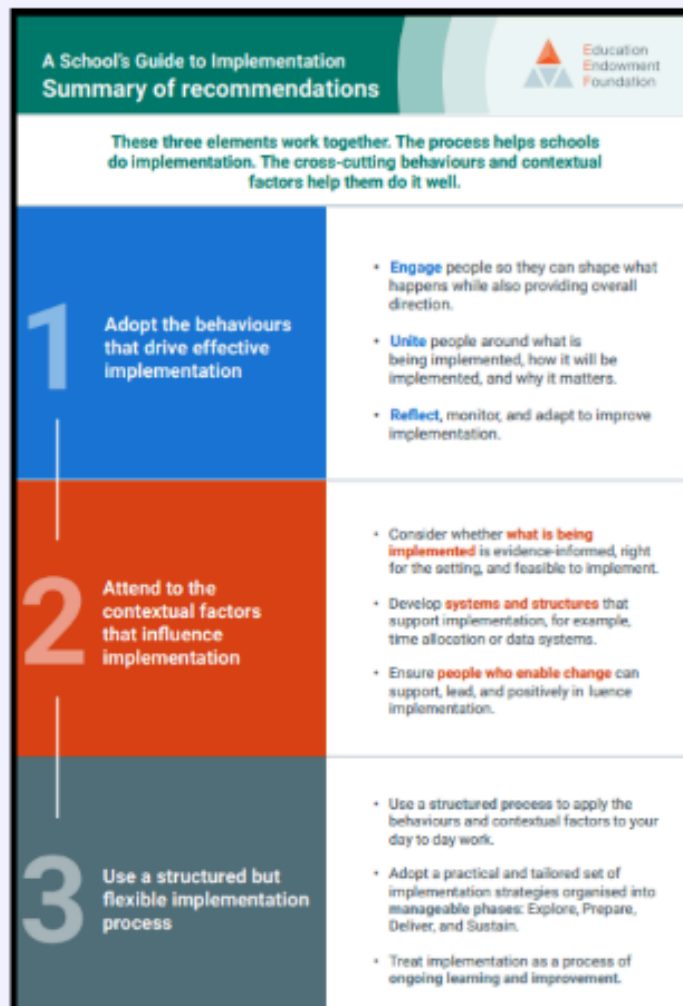 A School's Guide to Implementation
Summary of recommendations
Education
Endowment
Foundation
These three elements work together. The process helps schools
do implementation. The cross-cutting behaviours and contextual
factors help them do it well.
1
Adopt the behaviours
that drive effective
implementation
• Engage people so they can shape what
happens while also providing overall
direction.
• Unite people around what is
being implemented, how it will be
implemented, and why it matters.
• Reflect, monitor, and adapt to improve
implementation.
2
Attend to the
contextual factors
that influence
implementation
• Consider whether what is being
implemented is evidence-informed, right
for the setting, and feasible to implement.
• Develop systems and structures that
support implementation, for example,
time allocation or data systems.
• Ensure people who enable change can
support, lead, and positively in luence
implementation.
3
Use a structured but
flexible implementation
process
• Use a structured process to apply the
behaviours and contextual factors to your
day to day work.
• Adopt a practical and tailored set of
implementation strategies organised into
manageable phases: Explore, Prepare,
Deliver, and Sustain.
• Treat implementation as a process of
ongoing learning and improvement.